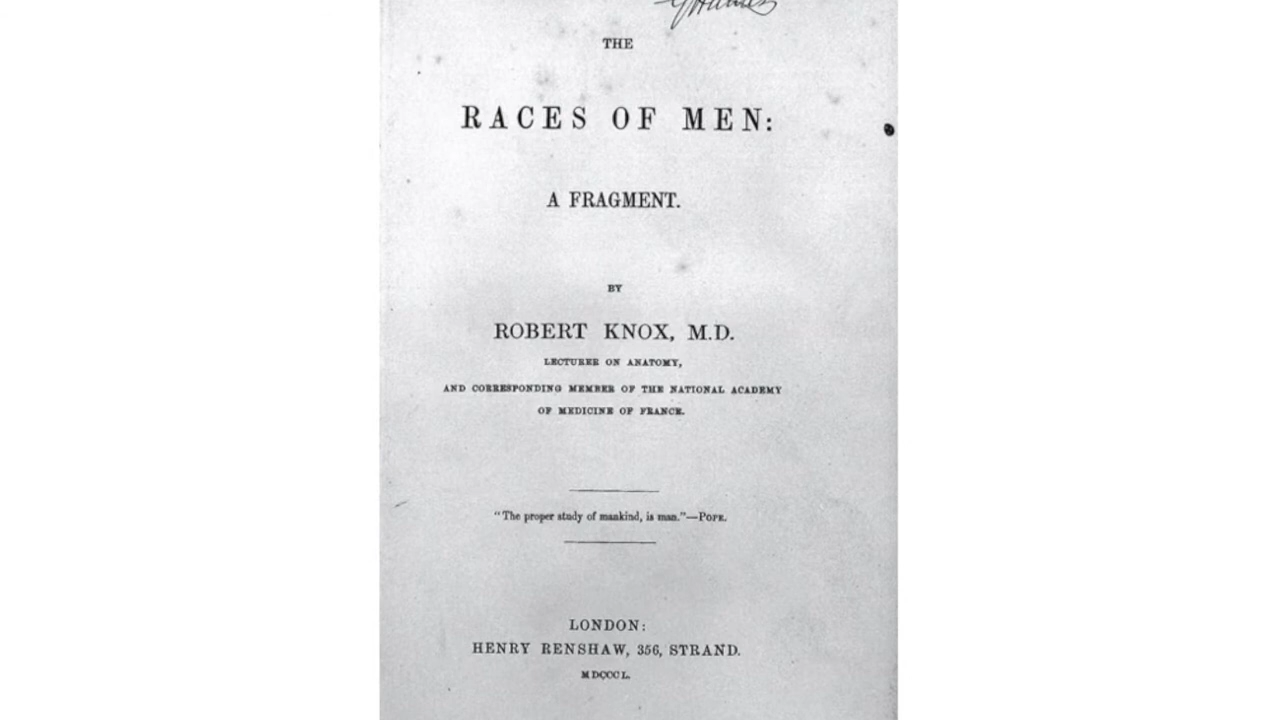 THE
RACES OF MEN:
A FRAGMENT.
BY
ROBERT KNOX, M.D.
LECTURER ON ANATOMY,
AND CORRESPONDING MEMBER OF THE NATIONAL ACADEMY
OF MEDICINE OF FRANCE.
"The proper study of mankind, is man."—POPE.
LONDON:
HENRY RENSHAW, 356, STRAND.
MDCCCL.